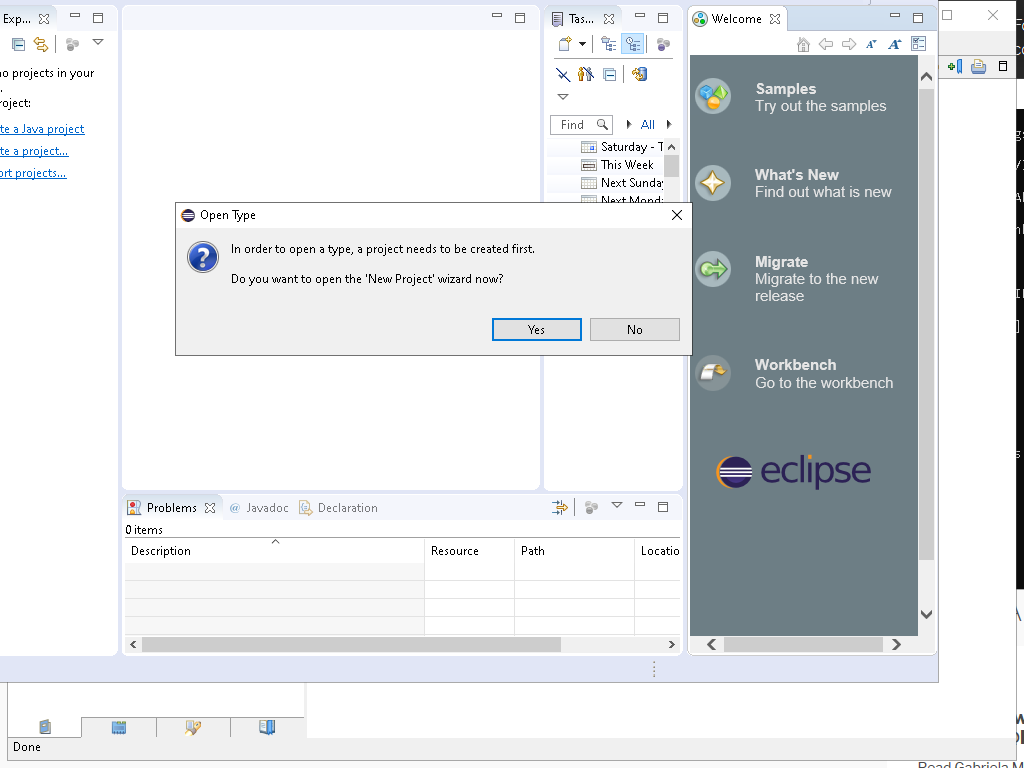 Exp...
Tas...
Welcome
no projects in your
.
roject:
te a Java project
te a project...
ort projects...
Find
All
Saturday - T
This Week
Next Sunday
Samples
Try out the samples
What's New
Find out what is new
Migrate
Migrate to the new
release
Workbench
Go to the workbench
eclipse
Open Type
In order to open a type, a project needs to be created first.
Do you want to open the 'New Project' wizard now?
Yes
No
Problems
@ Javadoc
Declaration
0 items
Description
Resource
Path
Locatio
Done
Read Gabriela M